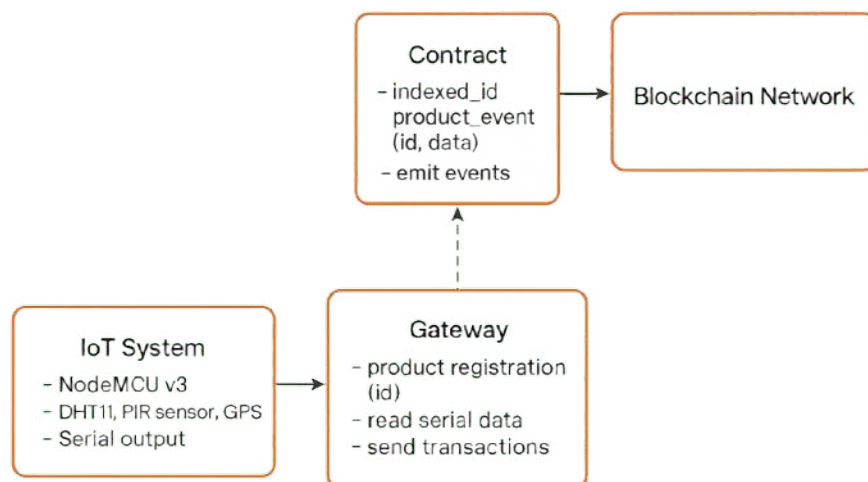 Contract
- indexed_id
product_event
(id, data)
- emit events
Blockchain Network
IoT System
- NodeMCU v3
- DHT11, PIR sensor, GPS
- Serial output
Gateway
- product registration
(id)
- read serial data
- send transactions